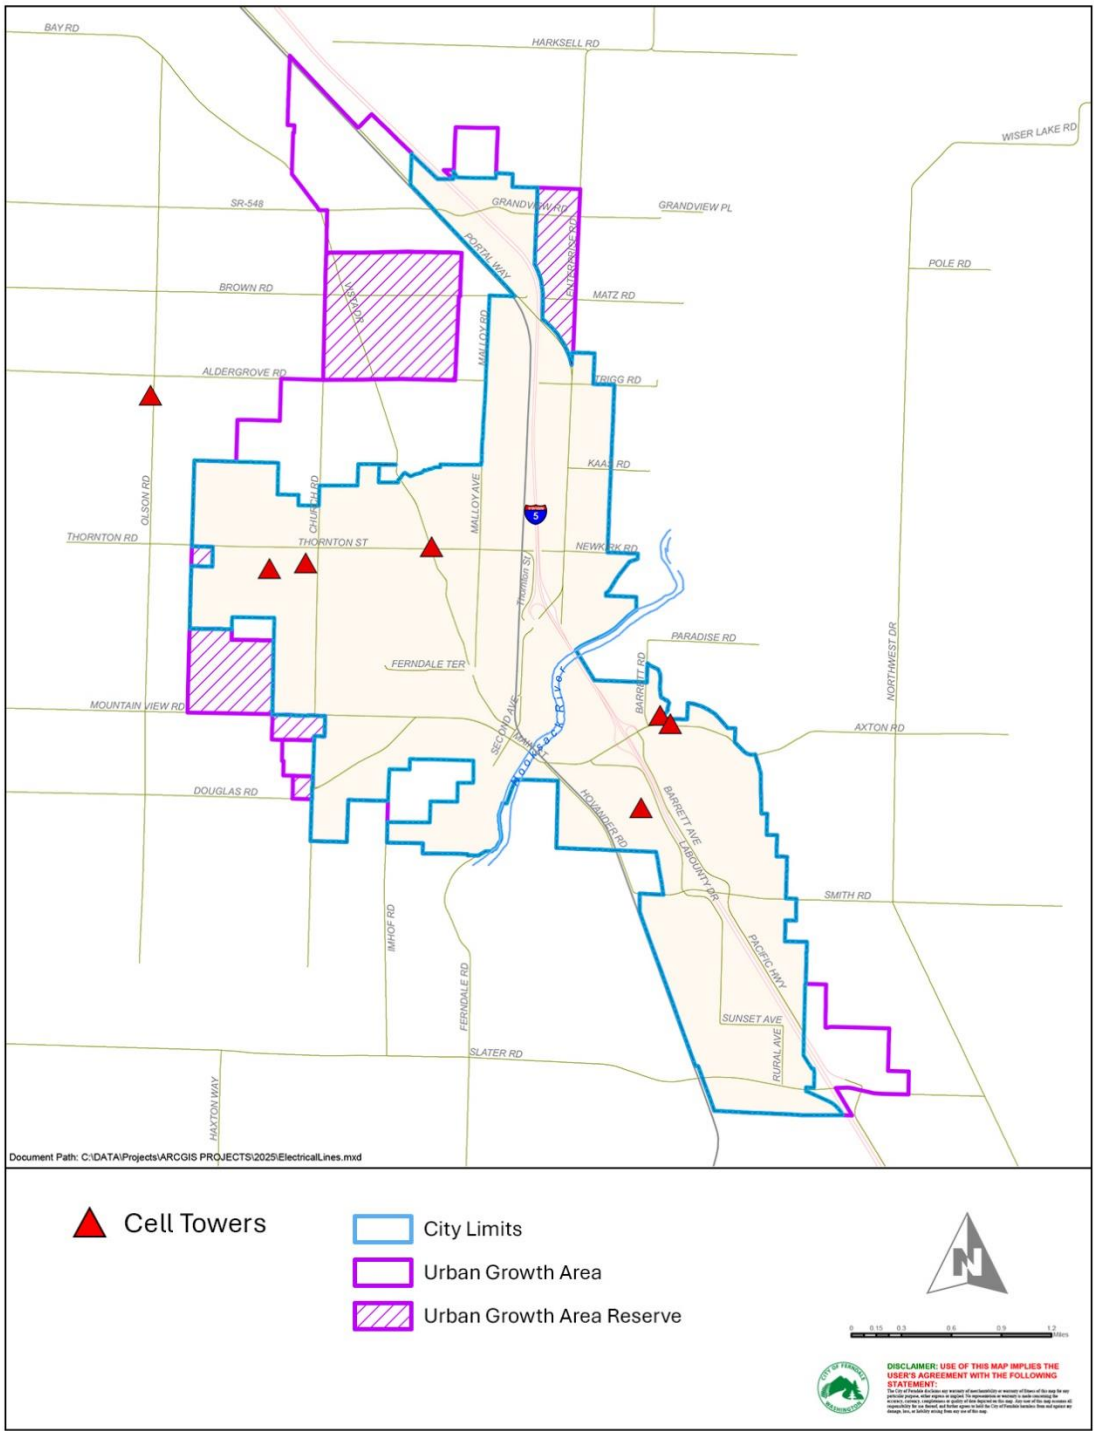 BAY RD
HARKSELL RD
WISER LAKE RD
SR-548
GRANDVIEW RD
GRANDVIEW PL
PORTAL WAY
ENTERPRISE RD
POLE RD
BROWN RD
VISTA DR
MATZ RD
MALLOY RD
ALDERGROVE RD
TRIGG RD
KAAS RD
OLSON RD
CHURCH RD
MALLOY AVE
5
THORNTON RD
THORNTON ST
NEWKIRK RD
Thornton St
PARADISE RD
NORTHWEST DR
FERNDALE TER
BARRETT RD
Nooksack River
MOUNTAIN VIEW RD
SECOND AVE
MAIN ST
AXTON RD
DOUGLAS RD
HOVANDER RD
BARRETT AVE
LABOUNTY DR
SMITH RD
IMHOF RD
FERNDALE RD
PACIFIC HWY
SUNSET AVE
RURAL AVE
SLATER RD
HAXTON WAY
Document Path: C:\DATA\Projects\ARCGIS PROJECTS\2025\ElectricalLines.mxd
Cell Towers
City Limits
Urban Growth Area
Urban Growth Area Reserve
N
0 0.15 0.3 0.6 0.9 1.2
Miles
CITY OF FERNDALE
WASHINGTON
DISCLAIMER: USE OF THIS MAP IMPLIES THE
USER'S AGREEMENT WITH THE FOLLOWING
STATEMENT: